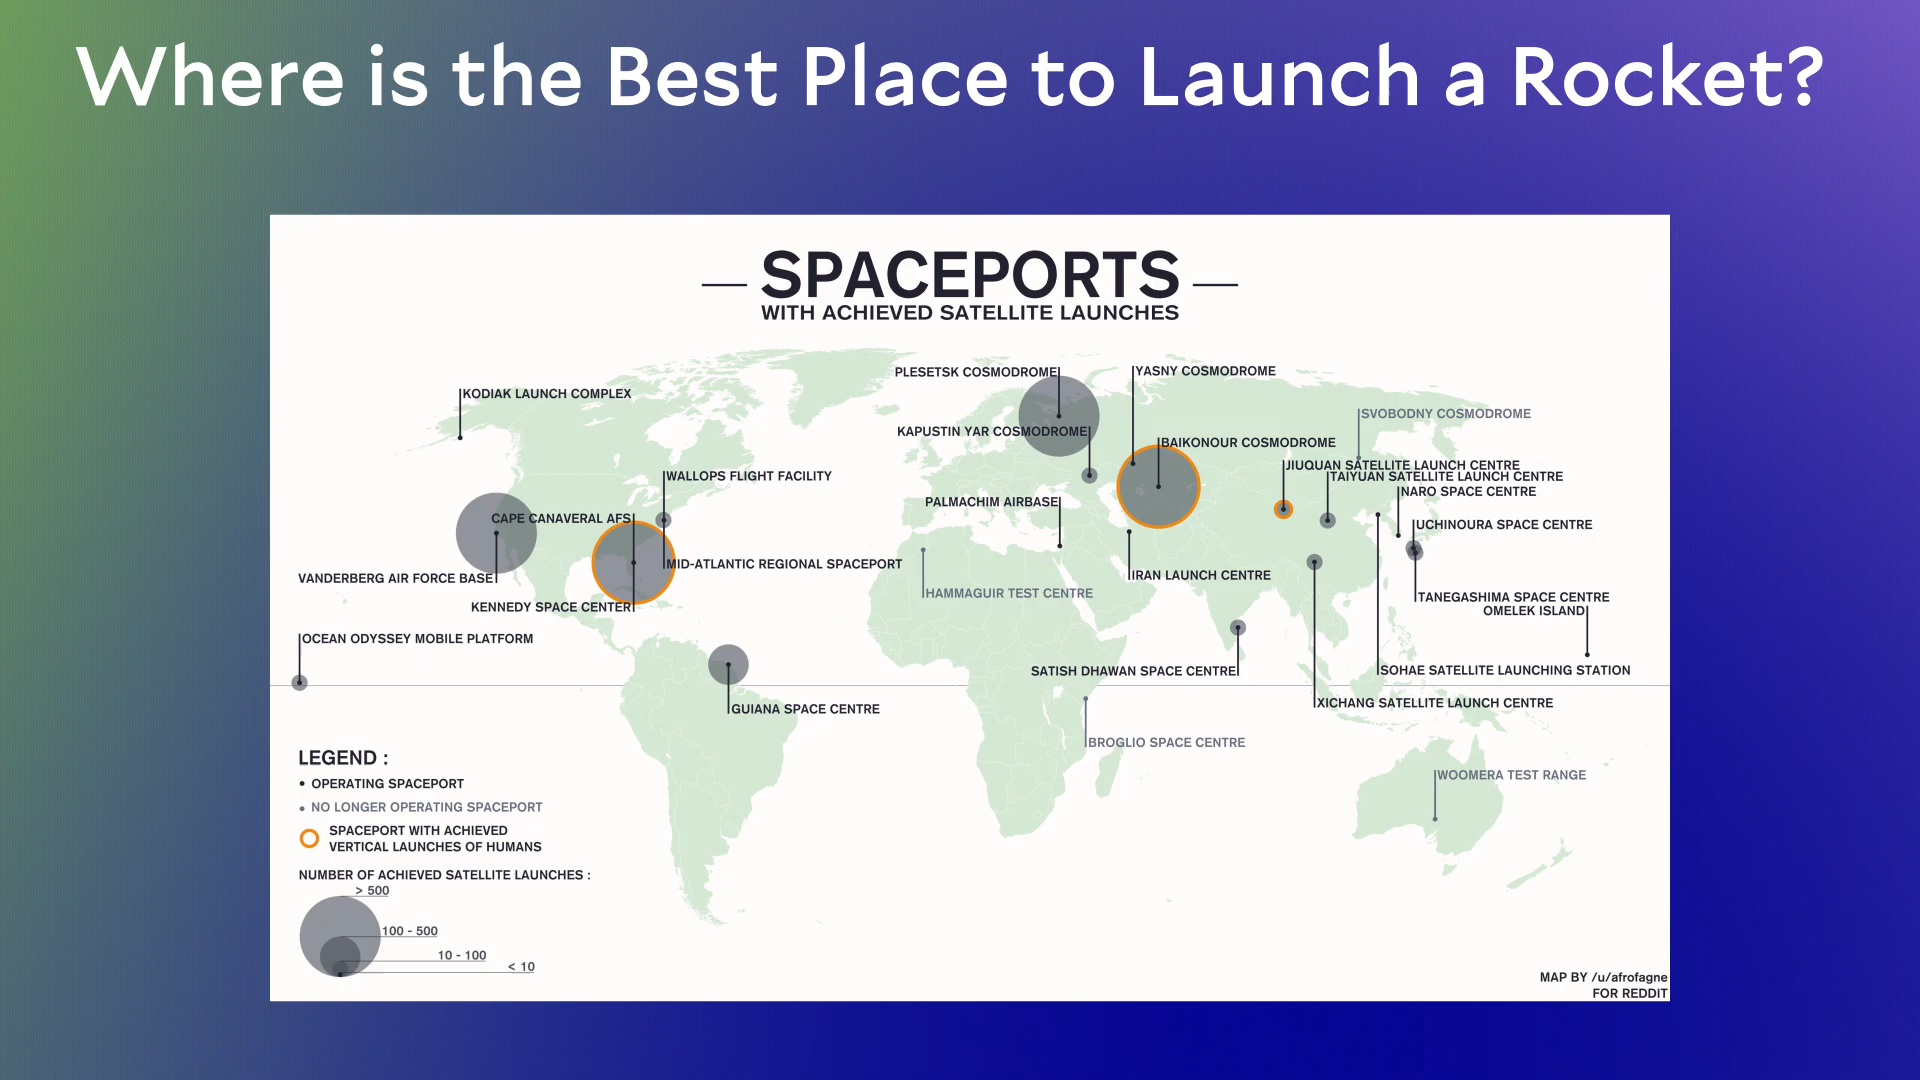 Where is the Best Place to Launch a Rocket?
SPACEPORTS
WITH ACHIEVED SATELLITE LAUNCHES
PLESETSK COSMODROME
YASNY COSMODROME
KODIAK LAUNCH COMPLEX
SVOBODNY COSMODROME
KAPUSTIN YAR COSMODROME
BAIKONOUR COSMODROME
JIUQUAN SATELLITE LAUNCH CENTRE
WALLOPS FLIGHT FACILITY
TAIYUAN SATELLITE LAUNCH CENTRE
NARO SPACE CENTRE
PALMACHIM AIRBASE
CAPE CANAVERAL AFS
UCHINOURA SPACE CENTRE
MID-ATLANTIC REGIONAL SPACEPORT
IRAN LAUNCH CENTRE
VANDERBERG AIR FORCE BASE
HAMMAGUIR TEST CENTRE
TANEGASHIMA SPACE CENTRE
KENNEDY SPACE CENTER
OMELEK ISLAND
OCEAN ODYSSEY MOBILE PLATFORM
SATISH DHAWAN SPACE CENTRE
SOHAE SATELLITE LAUNCHING STATION
XICHANG SATELLITE LAUNCH CENTRE
GUIANA SPACE CENTRE
BROGLIO SPACE CENTRE
WOOMERA TEST RANGE
LEGEND :
OPERATING SPACEPORT
NO LONGER OPERATING SPACEPORT
SPACEPORT WITH ACHIEVED
VERTICAL LAUNCHES OF HUMANS
NUMBER OF ACHIEVED SATELLITE LAUNCHES :
> 500
100 - 500
10 - 100
< 10
MAP BY /u/afrofagne
FOR REDDIT